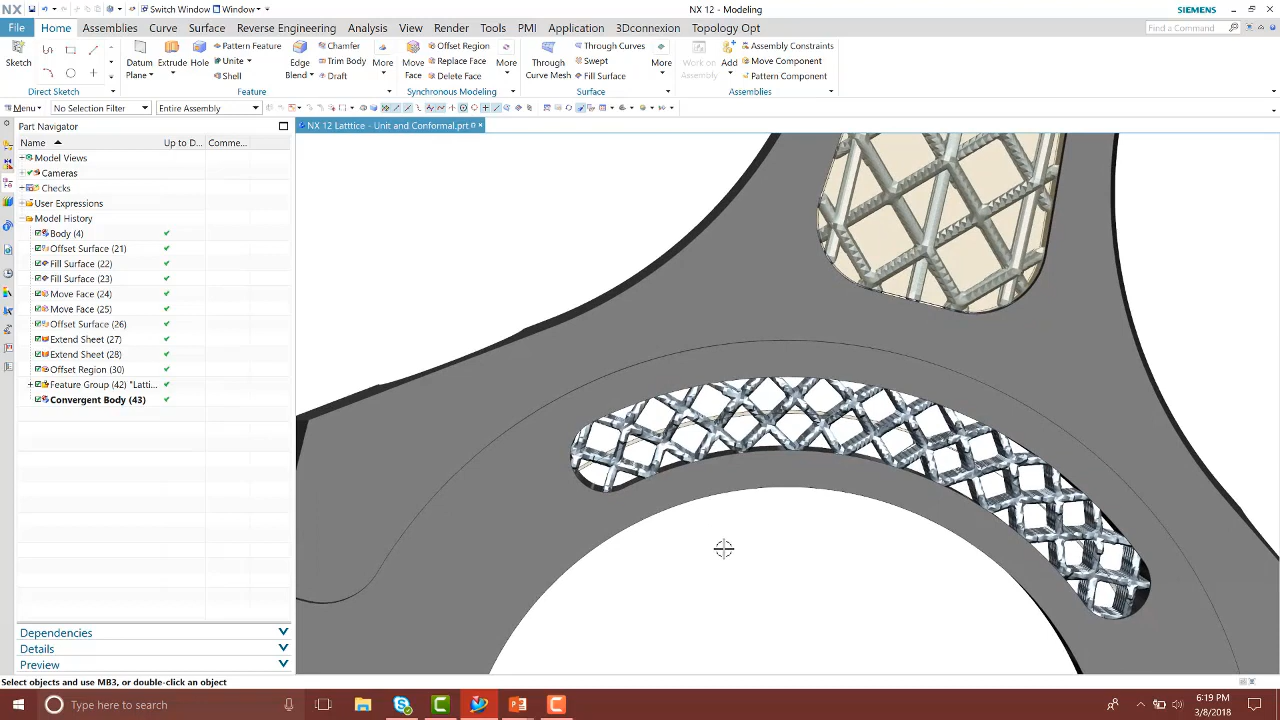 NX
Switch Window
Window
NX 12 - Modeling
SIEMENS
File
Home
Assemblies
Curve
Surface
Reverse Engineering
Analysis
View
Render
Tools
PMI
Application
3Dconnexion
Topology Opt
Find a Command
Sketch
Datum Plane
Extrude
Hole
Pattern Feature
Unite
Shell
Edge Blend
Chamfer
Trim Body
Draft
More
Move Face
Offset Region
Replace Face
Delete Face
More
Through Curve Mesh
Through Curves
Swept
Fill Surface
More
Work on Assembly
Add
Assembly Constraints
Move Component
Pattern Component
Direct Sketch
Feature
Synchronous Modeling
Surface
Assemblies
Menu
No Selection Filter
Entire Assembly
Part Navigator
NX 12 Latttice - Unit and Conformal.prt
Name
Up to D...
Comme...
Model Views
Cameras
Checks
User Expressions
Model History
Body (4)
Offset Surface (21)
Fill Surface (22)
Fill Surface (23)
Move Face (24)
Move Face (25)
Offset Surface (26)
Extend Sheet (27)
Extend Sheet (28)
Offset Region (30)
Feature Group (42) "Latti...
Convergent Body (43)
Dependencies
Details
Preview
Select objects and use MB3, or double-click an object
Type here to search
6:19 PM
3/8/2018